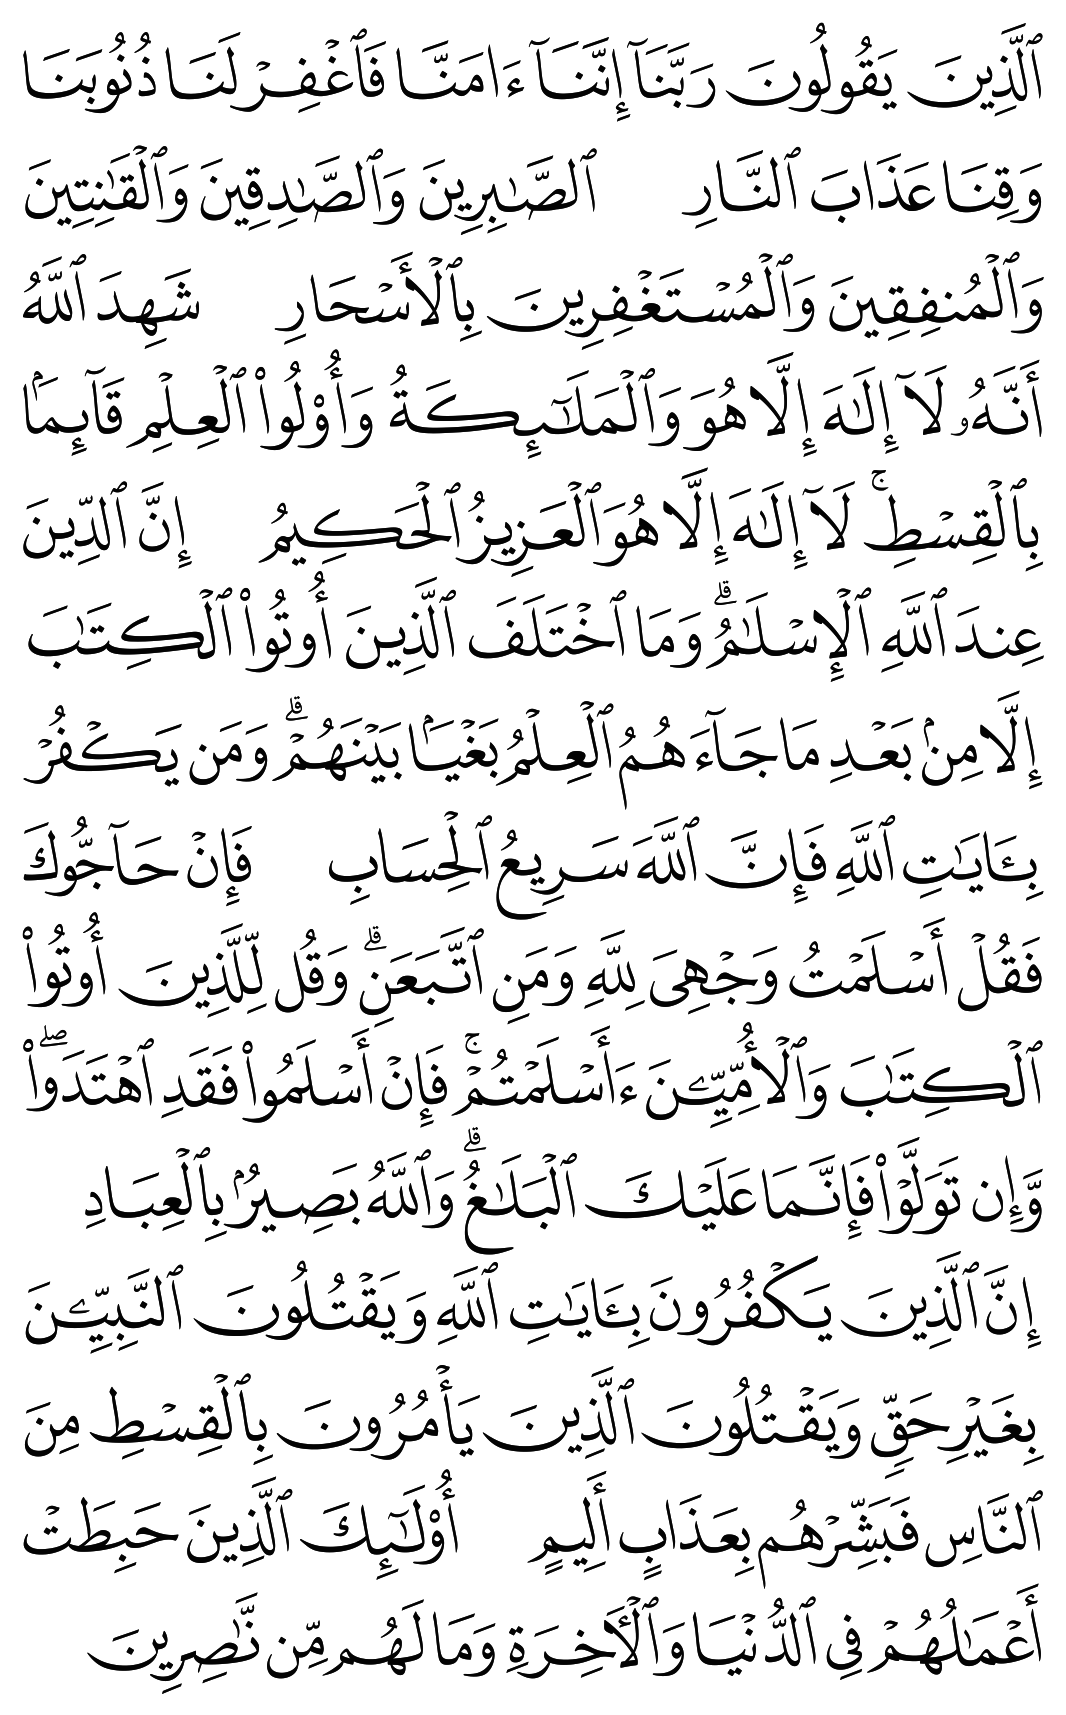 ٱلَّذِينَ يَقُولُونَ رَبَّنَآ إِنَّنَآ ءَامَنَّا فَٱغْفِرْ لَنَا ذُنُوبَنَا
وَقِنَا عَذَابَ ٱلنَّارِ ٱلصَّٰبِرِينَ وَٱلصَّٰدِقِينَ وَٱلْقَٰنِتِينَ
وَٱلْمُنفِقِينَ وَٱلْمُسْتَغْفِرِينَ بِٱلْأَسْحَارِ شَهِدَ ٱللَّهُ
أَنَّهُۥ لَآ إِلَٰهَ إِلَّا هُوَ وَٱلْمَلَٰٓئِكَةُ وَأُو۟لُوا۟ ٱلْعِلْمِ قَآئِمَۢا
بِٱلْقِسْطِ ۚ لَآ إِلَٰهَ إِلَّا هُوَ ٱلْعَزِيزُ ٱلْحَكِيمُ إِنَّ ٱلدِّينَ
عِندَ ٱللَّهِ ٱلْإِسْلَٰمُ ۗ وَمَا ٱخْتَلَفَ ٱلَّذِينَ أُوتُوا۟ ٱلْكِتَٰبَ
إِلَّا مِنۢ بَعْدِ مَا جَآءَهُمُ ٱلْعِلْمُ بَغْيَۢا بَيْنَهُمْ ۗ وَمَن يَكْفُرْ
بِـَٔايَٰتِ ٱللَّهِ فَإِنَّ ٱللَّهَ سَرِيعُ ٱلْحِسَابِ فَإِنْ حَآجُّوكَ
فَقُلْ أَسْلَمْتُ وَجْهِىَ لِلَّهِ وَمَنِ ٱتَّبَعَنِ ۗ وَقُل لِّلَّذِينَ أُوتُوا۟
ٱلْكِتَٰبَ وَٱلْأُمِّيِّـۧنَ ءَأَسْلَمْتُمْ ۚ فَإِنْ أَسْلَمُوا۟ فَقَدِ ٱهْتَدَوا۟ ۖ
وَّإِن تَوَلَّوْا۟ فَإِنَّمَا عَلَيْكَ ٱلْبَلَٰغُ ۗ وَٱللَّهُ بَصِيرُۢ بِٱلْعِبَادِ
إِنَّ ٱلَّذِينَ يَكْفُرُونَ بِـَٔايَٰتِ ٱللَّهِ وَيَقْتُلُونَ ٱلنَّبِيِّـۧنَ
بِغَيْرِ حَقٍّ وَيَقْتُلُونَ ٱلَّذِينَ يَأْمُرُونَ بِٱلْقِسْطِ مِنَ
ٱلنَّاسِ فَبَشِّرْهُم بِعَذَابٍ أَلِيمٍ أُو۟لَٰٓئِكَ ٱلَّذِينَ حَبِطَتْ
أَعْمَٰلُهُمْ فِى ٱلدُّنْيَا وَٱلْـَٔاخِرَةِ وَمَا لَهُم مِّن نَّٰصِرِينَ